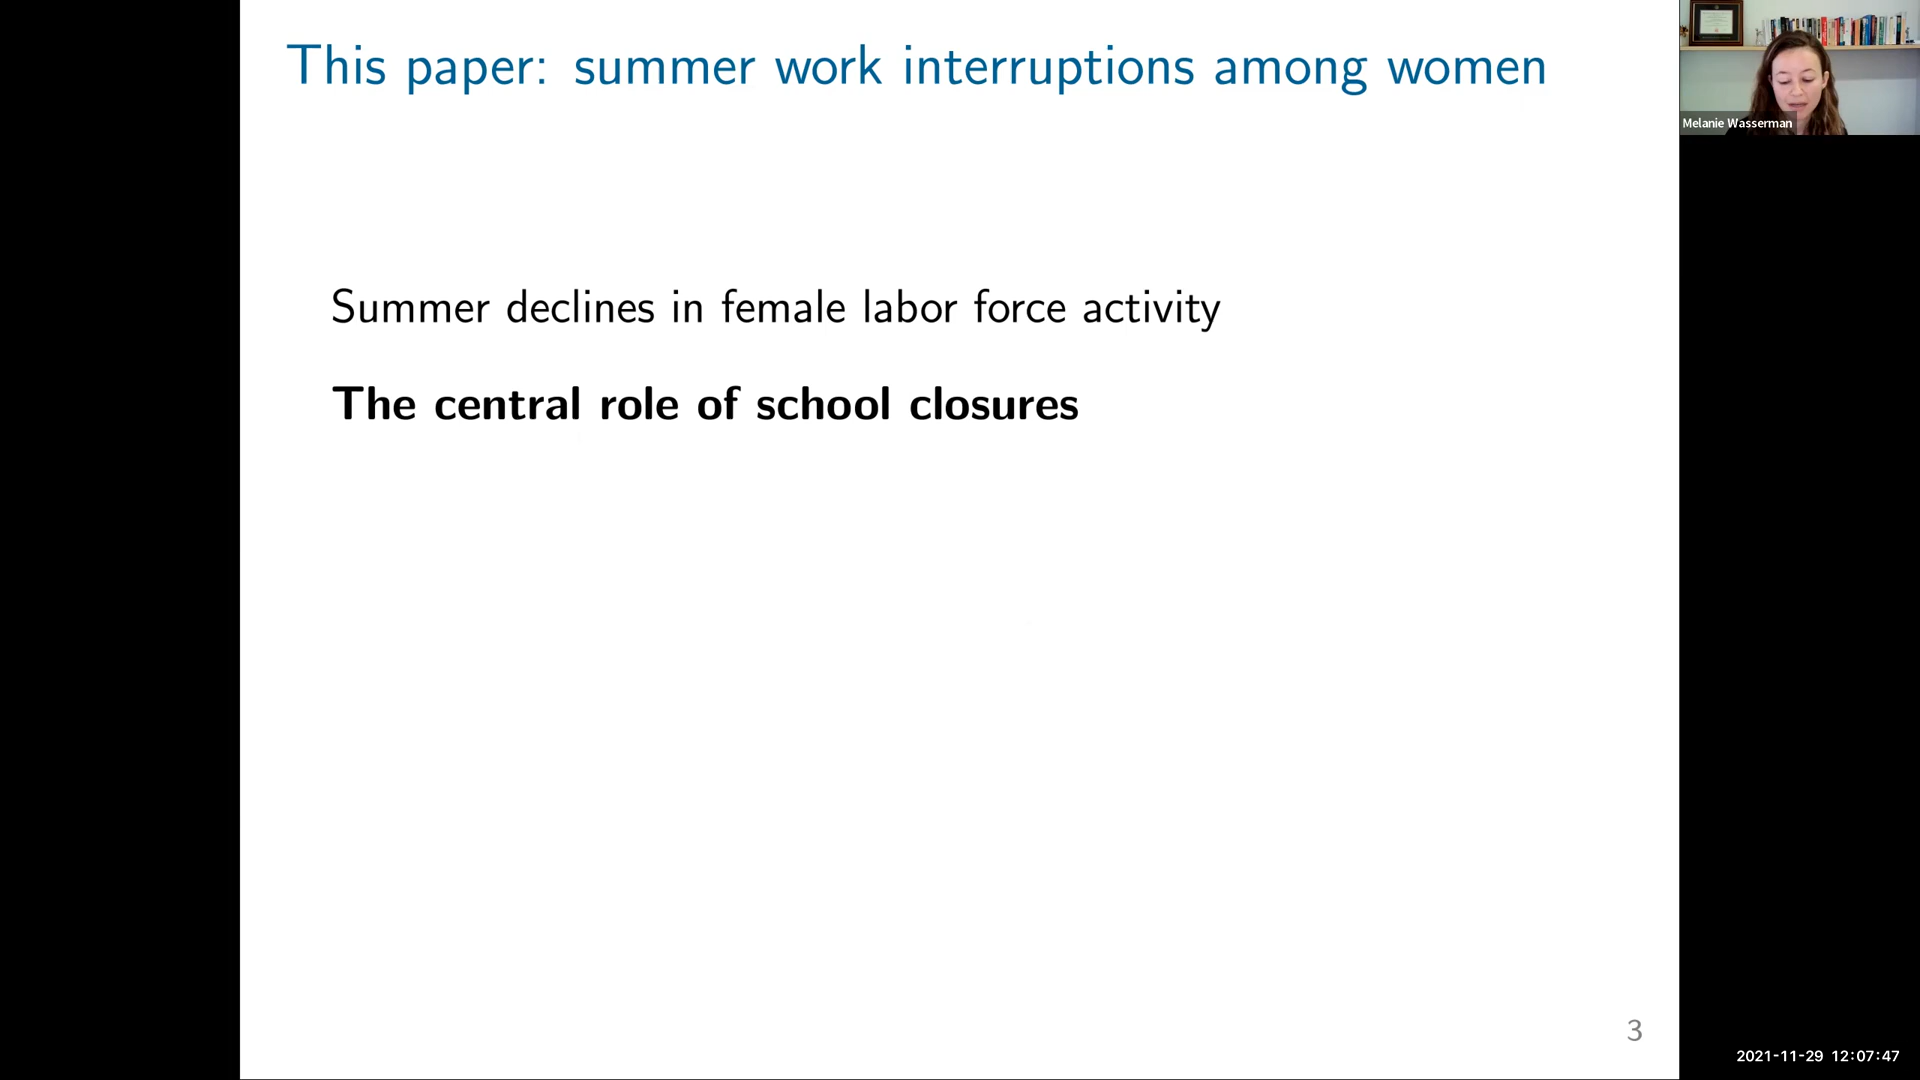 This paper: summer work interruptions among women
Melanie Wasserman
Summer declines in female labor force activity
The central role of school closures
3
2021-11-29 12:07:47